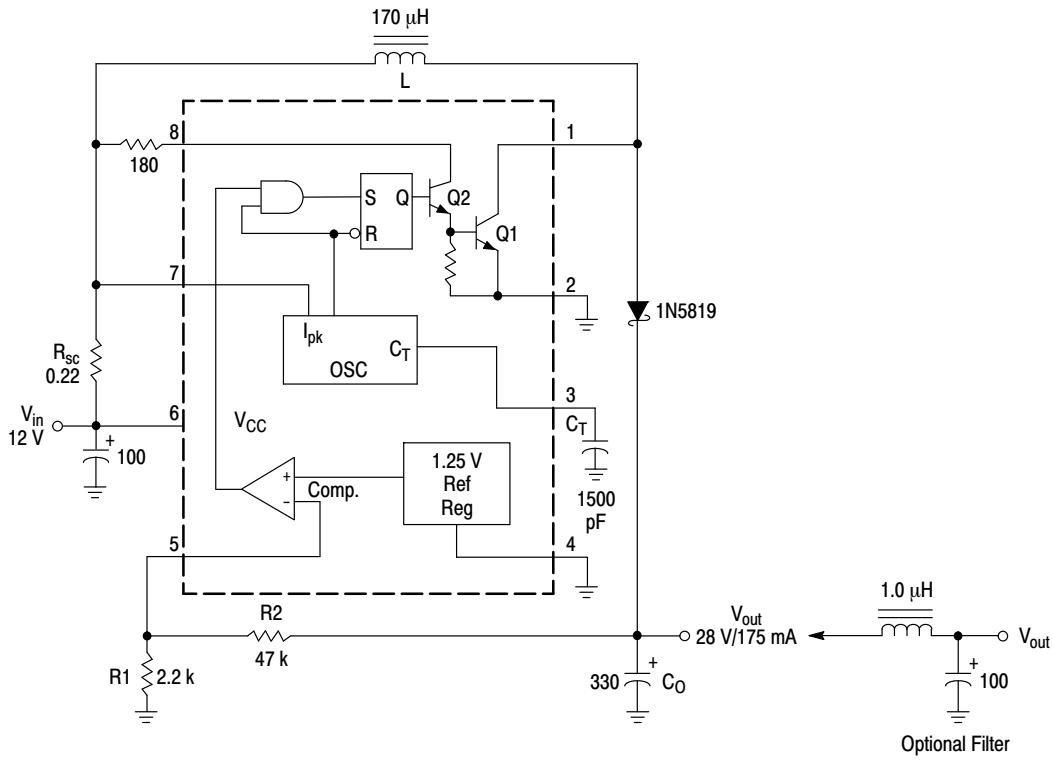 170 μH
L
8
1
180
S
Q
Q2
R
Q1
7
2
1N5819
Ipk
CT
OSC
Rsc
0.22
3
Vin
12 V
6
VCC
CT
+
100
1.25 V
Ref
Reg
+
Comp.
–
1500
pF
5
4
R2
47 k
Vout
28 V/175 mA
1.0 μH
Vout
R1
2.2 k
330
+
CO
+
100
Optional Filter